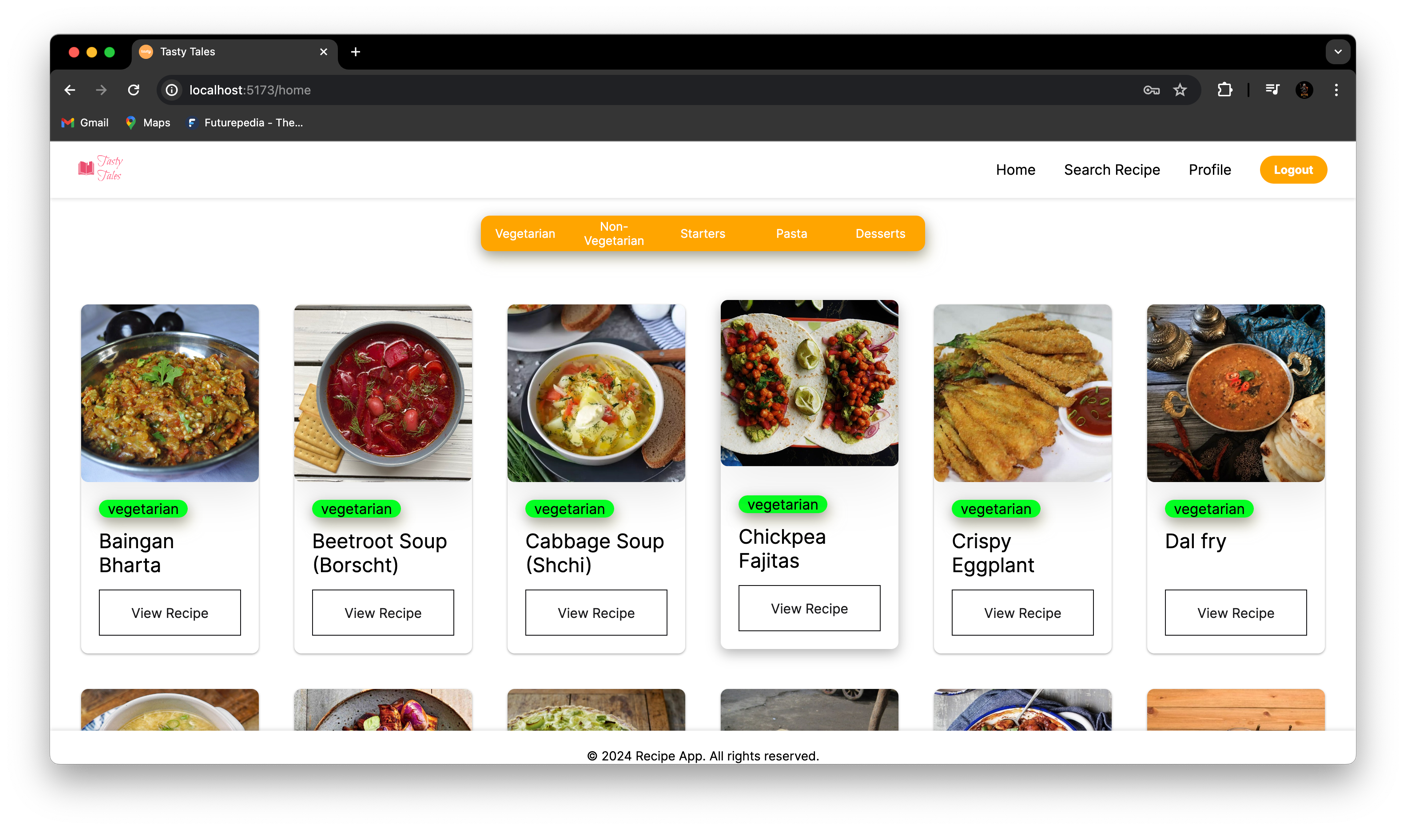 Tasty Tales
localhost:5173/home
Gmail
Maps
Futurepedia - The...
Tasty
Tales
Home
Search Recipe
Profile
Logout
Vegetarian
Non-
Vegetarian
Starters
Pasta
Desserts
vegetarian
Baingan
Bharta
View Recipe
vegetarian
Beetroot Soup
(Borscht)
View Recipe
vegetarian
Cabbage Soup
(Shchi)
View Recipe
vegetarian
Chickpea
Fajitas
View Recipe
vegetarian
Crispy
Eggplant
View Recipe
vegetarian
Dal fry
View Recipe
© 2024 Recipe App. All rights reserved.